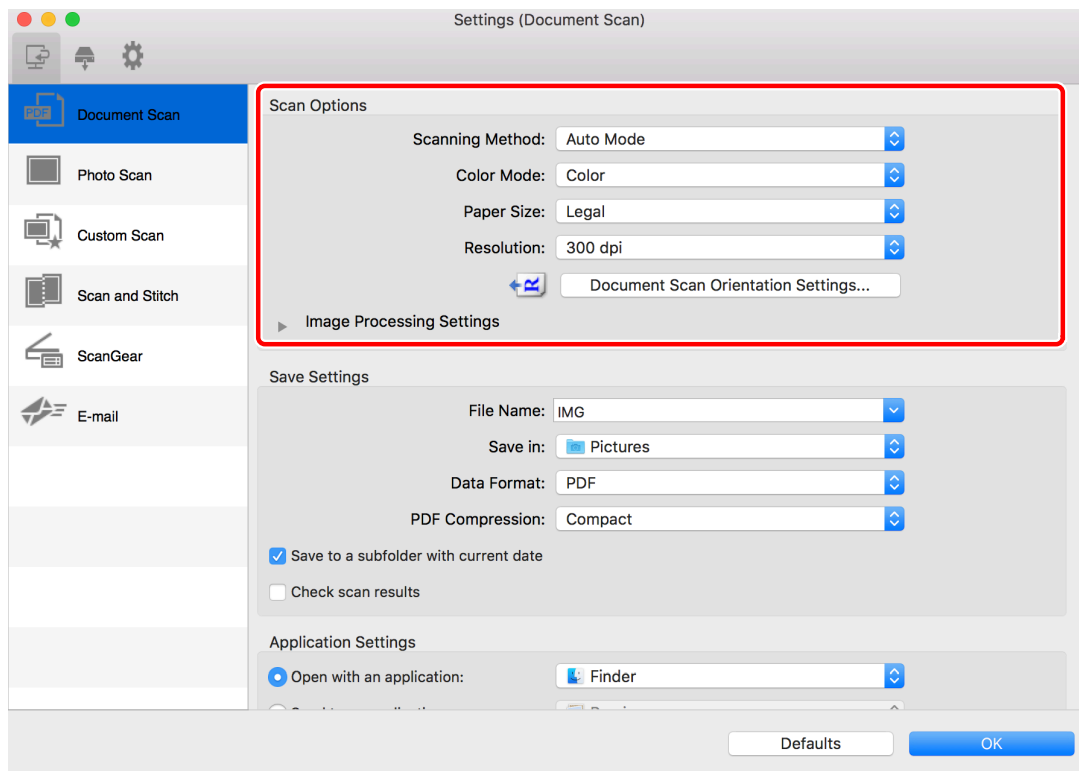 Settings (Document Scan)
PDF Document Scan
Photo Scan
Custom Scan
Scan and Stitch
ScanGear
E-mail
Scan Options
Scanning Method: Auto Mode
Color Mode: Color
Paper Size: Legal
Resolution: 300 dpi
R Document Scan Orientation Settings...
Image Processing Settings
Save Settings
File Name: IMG
Save in: Pictures
Data Format: PDF
PDF Compression: Compact
Save to a subfolder with current date
Check scan results
Application Settings
Open with an application: Finder
Defaults OK